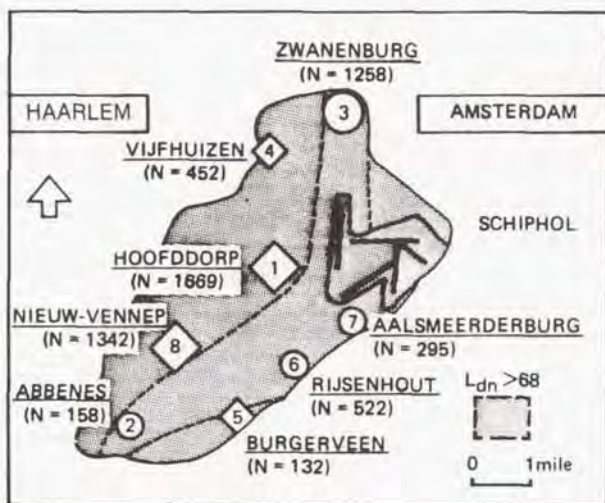 ZWANENBURG
(N = 1258)
3
HAARLEM
AMSTERDAM
VIJFHUIZEN
(N = 452)
4
SCHIPHOL
HOOFDDORP
(N = 1669)
1
NIEUW-VENNEP
(N = 1342)
8
7
AALSMEERDERBURG
(N = 295)
6
ABBENES
(N = 158)
2
RIJSENHOUT
(N = 522)
5
BURGERVEEN
(N = 132)
Ldn >68
0 1mile